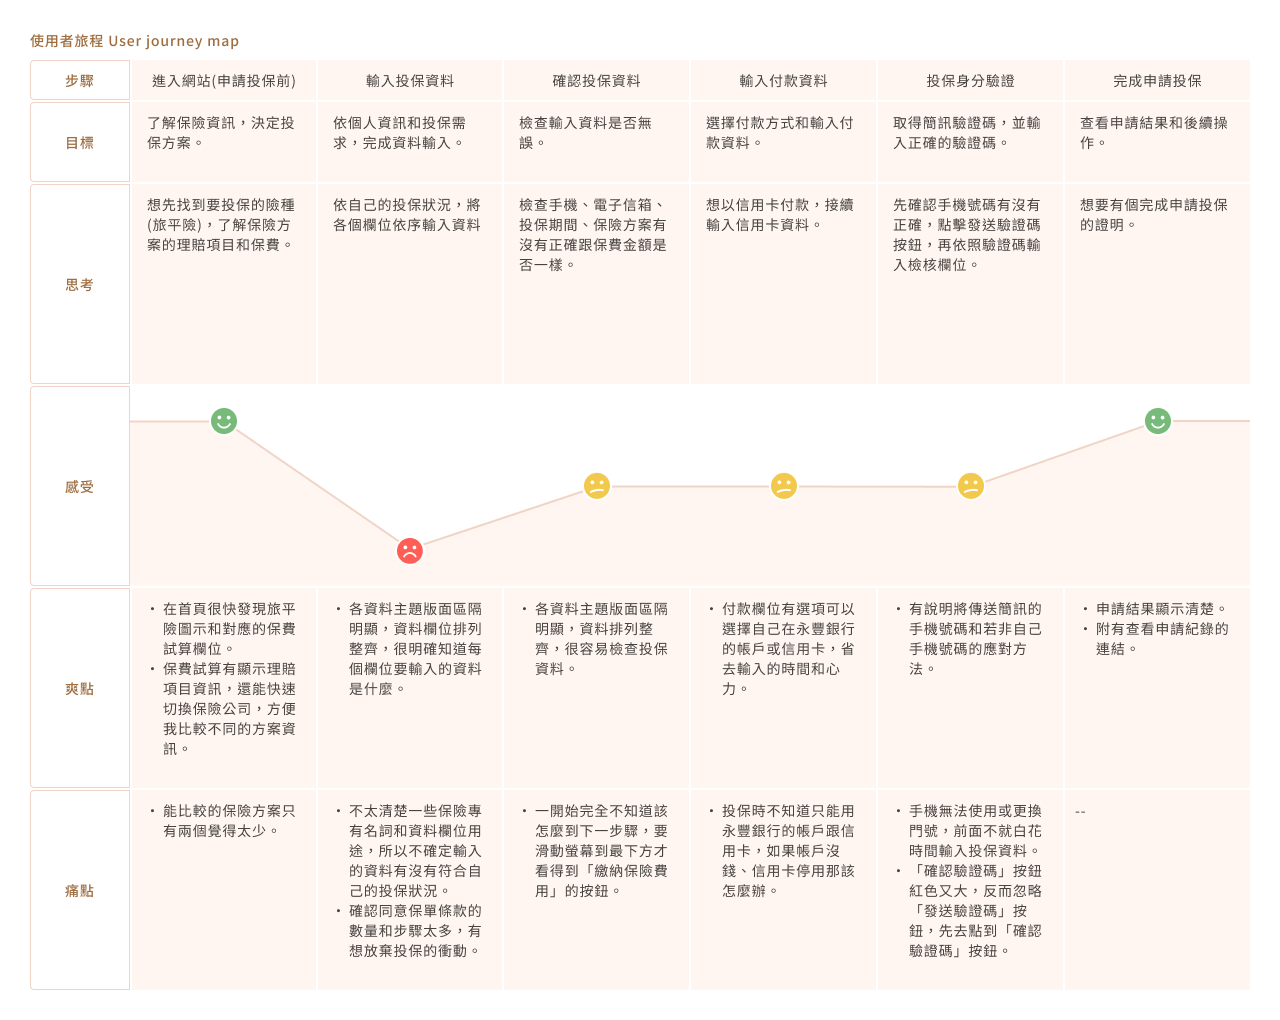 使用者旅程 User journey map
步驟
進入網站(申請投保前)
輸入投保資料
確認投保資料
輸入付款資料
投保身分驗證
完成申請投保
目標
了解保險資訊，決定投
保方案。
依個人資訊和投保需
求，完成資料輸入。
檢查輸入資料是否無
誤。
選擇付款方式和輸入付
款資料。
取得簡訊驗證碼，並輸
入正確的驗證碼。
查看申請結果和後續操
作。
思考
想先找到要投保的險種
(旅平險)，了解保險方
案的理賠項目和保費。
依自己的投保狀況，將
各個欄位依序輸入資料
檢查手機、電子信箱、
投保期間、保險方案有
沒有正確跟保費金額是
否一樣。
想以信用卡付款，接續
輸入信用卡資料。
先確認手機號碼有沒有
正確，點擊發送驗證碼
按鈕，再依照驗證碼輸
入檢核欄位。
想要有個完成申請投保
的證明。
感受
爽點
• 在首頁很快發現旅平
險圖示和對應的保費
試算欄位。
• 保費試算有顯示理賠
項目資訊，還能快速
切換保險公司，方便
我比較不同的方案資
訊。
• 各資料主題版面區隔
明顯，資料欄位排列
整齊，很明確知道每
個欄位要輸入的資料
是什麼。
• 各資料主題版面區隔
明顯，資料排列整
齊，很容易檢查投保
資料。
• 付款欄位有選項可以
選擇自己在永豐銀行
的帳戶或信用卡，省
去輸入的時間和心
力。
• 有說明將傳送簡訊的
手機號碼和若非自己
手機號碼的應對方
法。
• 申請結果顯示清楚。
• 附有查看申請紀錄的
連結。
痛點
• 能比較的保險方案只
有兩個覺得太少。
• 不太清楚一些保險專
有名詞和資料欄位用
途，所以不確定輸入
的資料有沒有符合自
己的投保狀況。
• 確認同意保單條款的
數量和步驟太多，有
想放棄投保的衝動。
• 一開始完全不知道該
怎麼到下一步驟，要
滑動螢幕到最下方才
看得到「繳納保險費
用」的按鈕。
• 投保時不知道只能用
永豐銀行的帳戶跟信
用卡，如果帳戶沒
錢、信用卡停用那該
怎麼辦。
• 手機無法使用或更換
門號，前面不就白花
時間輸入投保資料。
• 「確認驗證碼」按鈕
紅色又大，反而忽略
「發送驗證碼」按
鈕，先去點到「確認
驗證碼」按鈕。
--